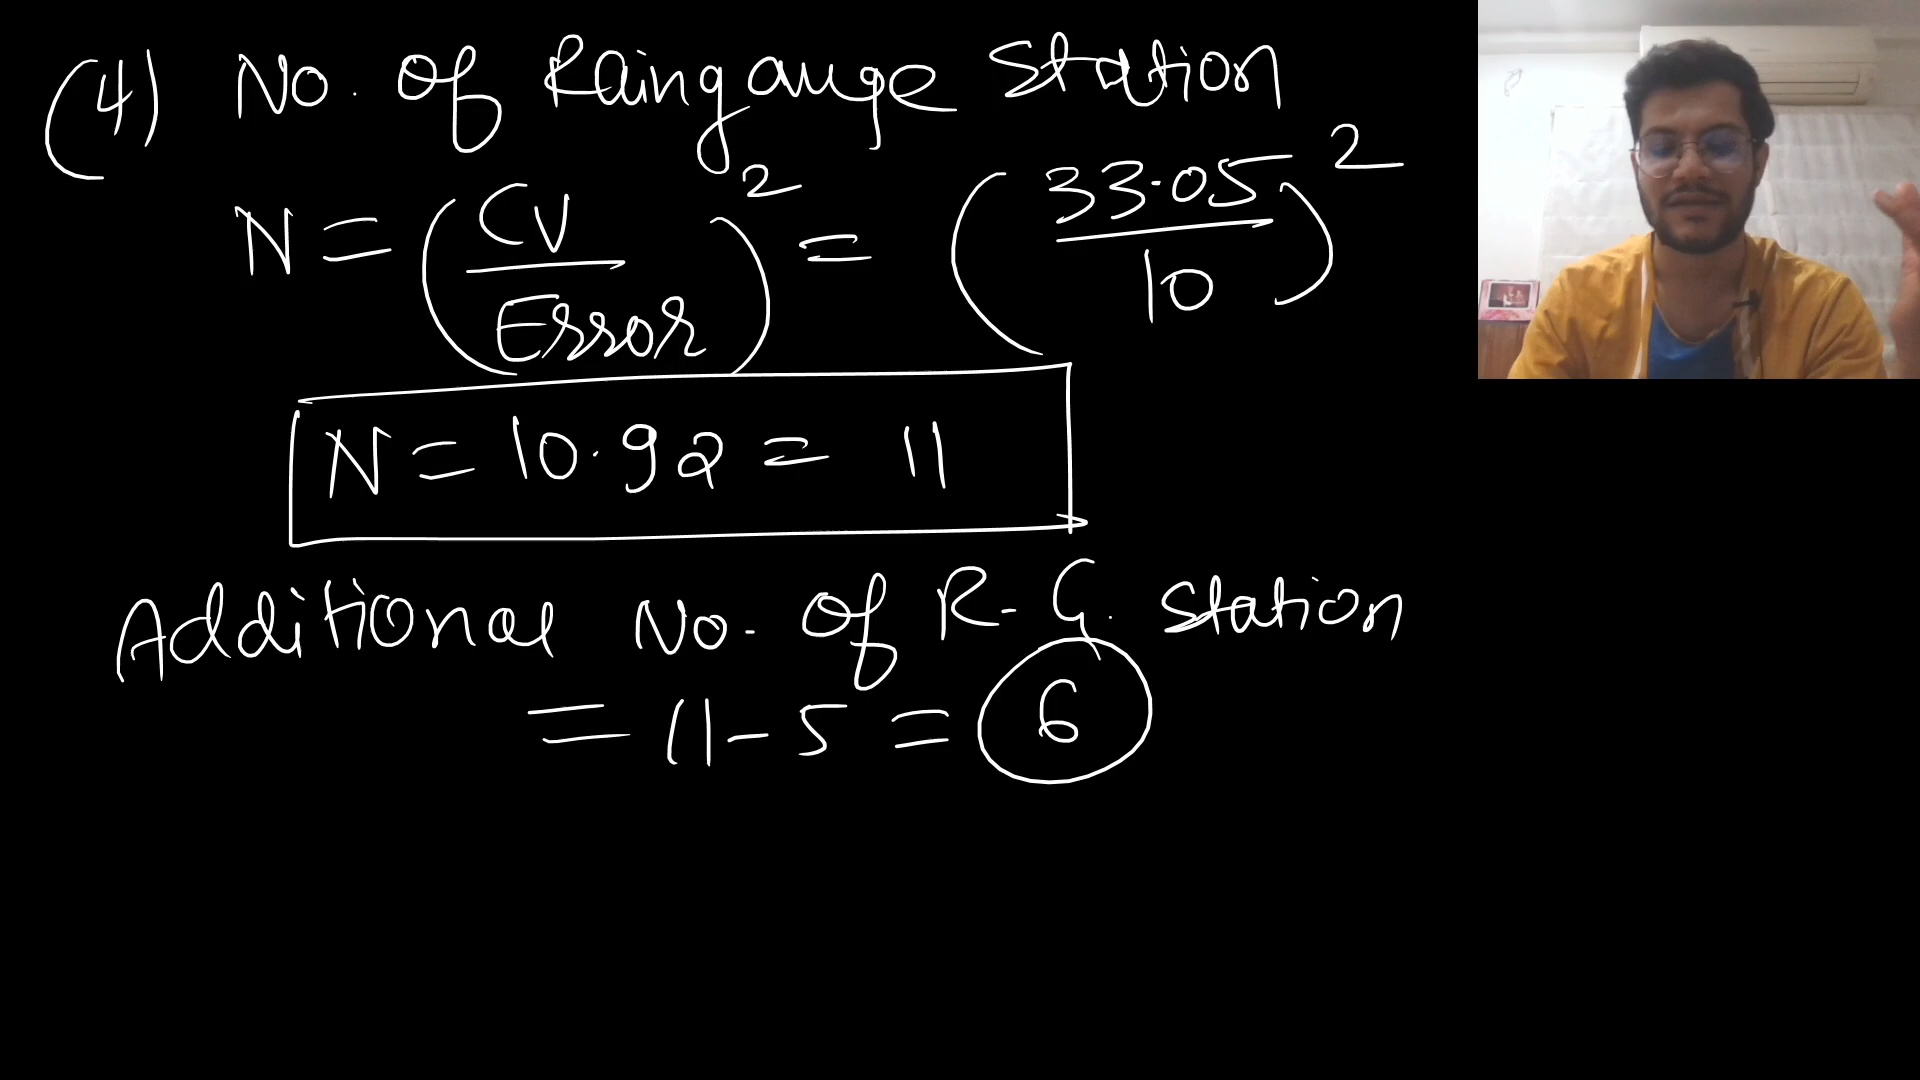 (4) No. of Raingauge Station
N = (CV / Error)² = (33.05 / 10)²
N = 10.92 = 11
Additional No. of R.G. Station
= 11 - 5 = 6